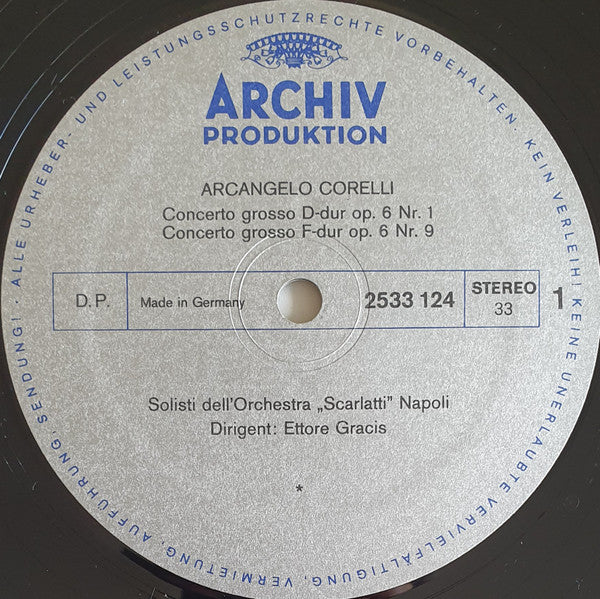 ARCHIV
PRODUKTION
ARCANGELO CORELLI
Concerto grosso D-dur op. 6 Nr. 1
Concerto grosso F-dur op. 6 Nr. 9
D.P. Made in Germany 2533 124 STEREO 33 1
Solisti dell'Orchestra „Scarlatti” Napoli
Dirigent: Ettore Gracis
*
· ALLE URHEBER- UND LEISTUNGSSCHUTZRECHTE VORBEHALTEN. KEIN VERLEIH! KEINE UNERLAUBTE VERVIELFÄLTIGUNG, VERMIETUNG, AUFFÜHRUNG, SENDUNG!